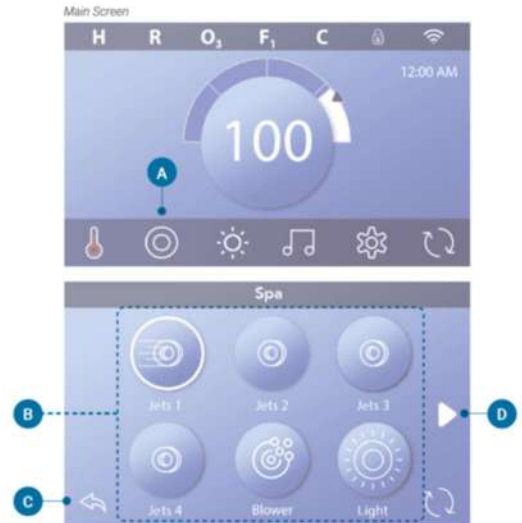 Main Screen
H R O₃ F₁ C
12:00 AM
100
A
Spa
Jets 1 Jets 2 Jets 3
B D
Jets 4 Blower Light
C